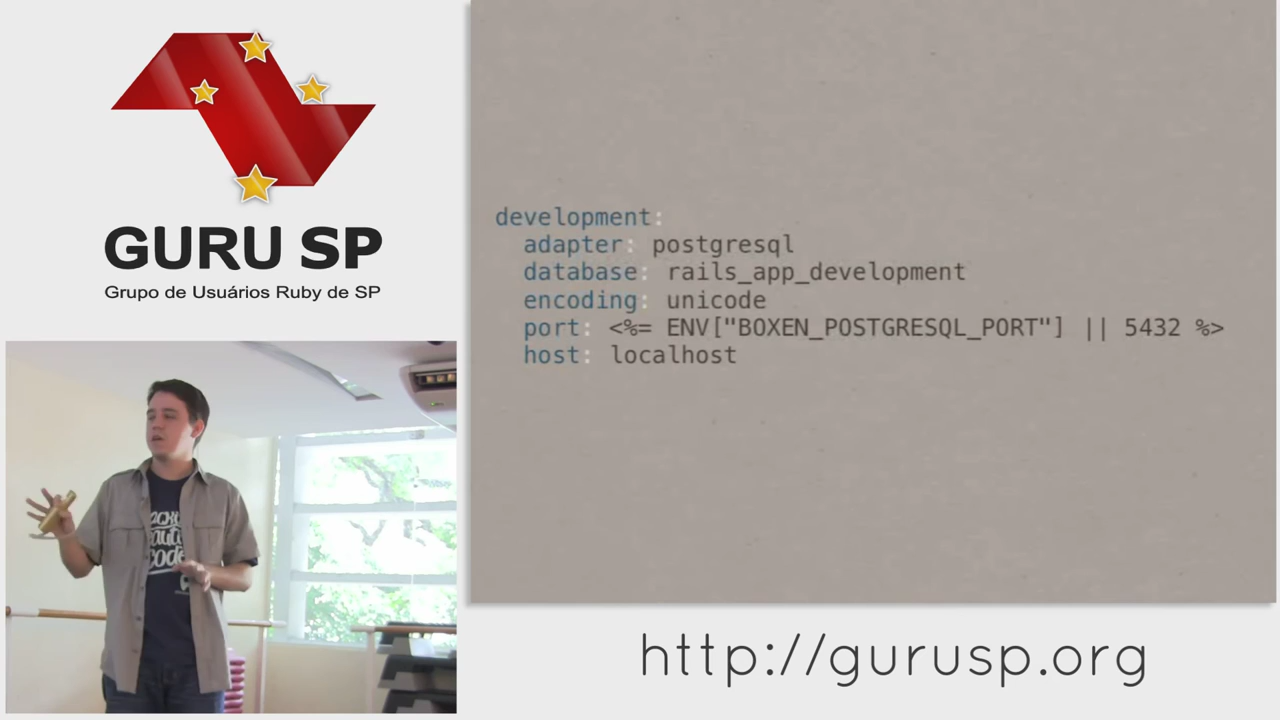 GURU SP
Grupo de Usuários Ruby de SP
development:
adapter: postgresql
database: rails_app_development
encoding: unicode
port: <%= ENV["BOXEN_POSTGRESQL_PORT"] || 5432 %>
host: localhost
code
http://gurusp.org